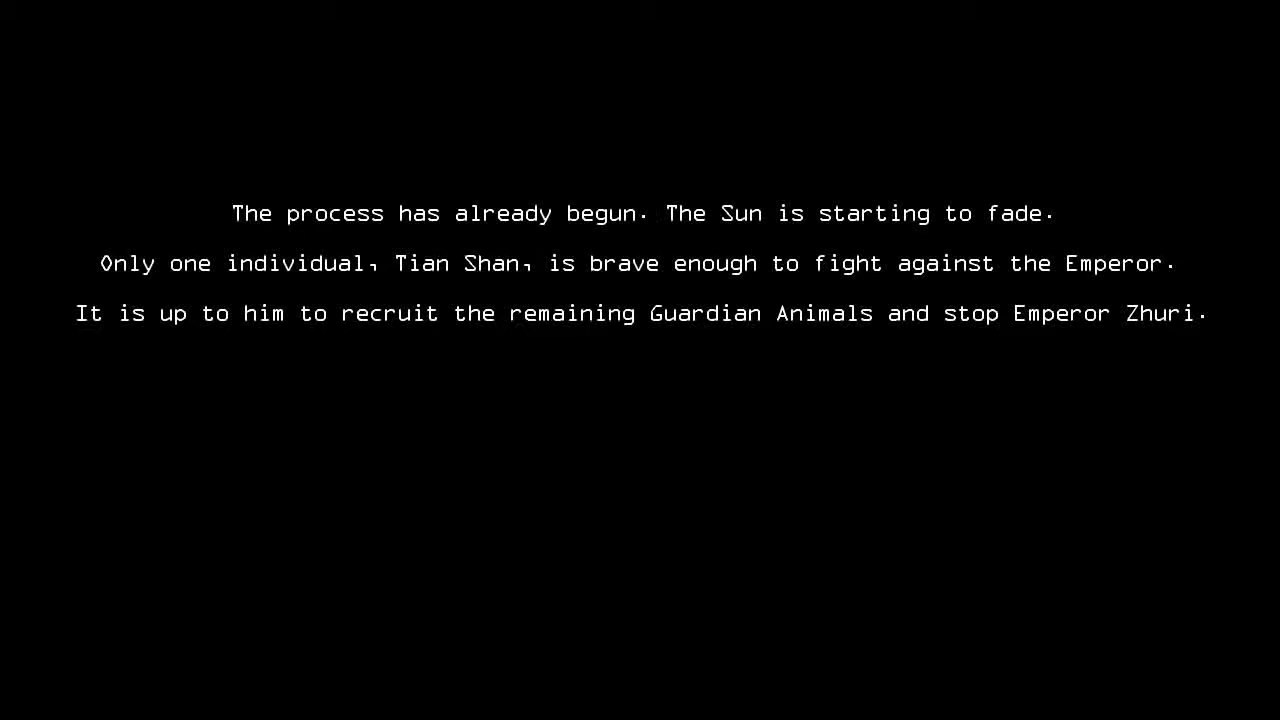 The process has already begun. The Sun is starting to fade.
Only one individual, Tian Shan, is brave enough to fight against the Emperor.
It is up to him to recruit the remaining Guardian Animals and stop Emperor Zhuri.